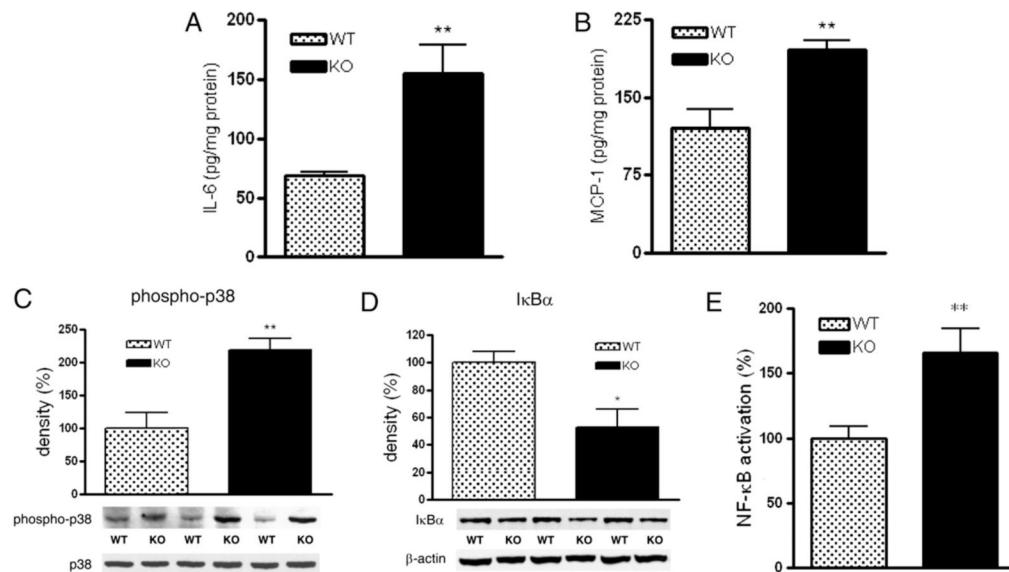 A
IL-6 (pg/mg protein)
200
150
100
50
0
WT
KO
**
B
MCP-1 (pg/mg protein)
225
150
75
0
WT
KO
**
C
phospho-p38
density (%)
250
200
150
100
50
0
WT
KO
**
phospho-p38
WT KO WT KO WT KO
p38
D
IκBα
density (%)
120
100
80
60
40
20
0
WT
KO
*
IκBα
WT KO WT KO WT KO
β-actin
E
NF-κB activation (%)
200
150
100
50
0
WT
KO
**